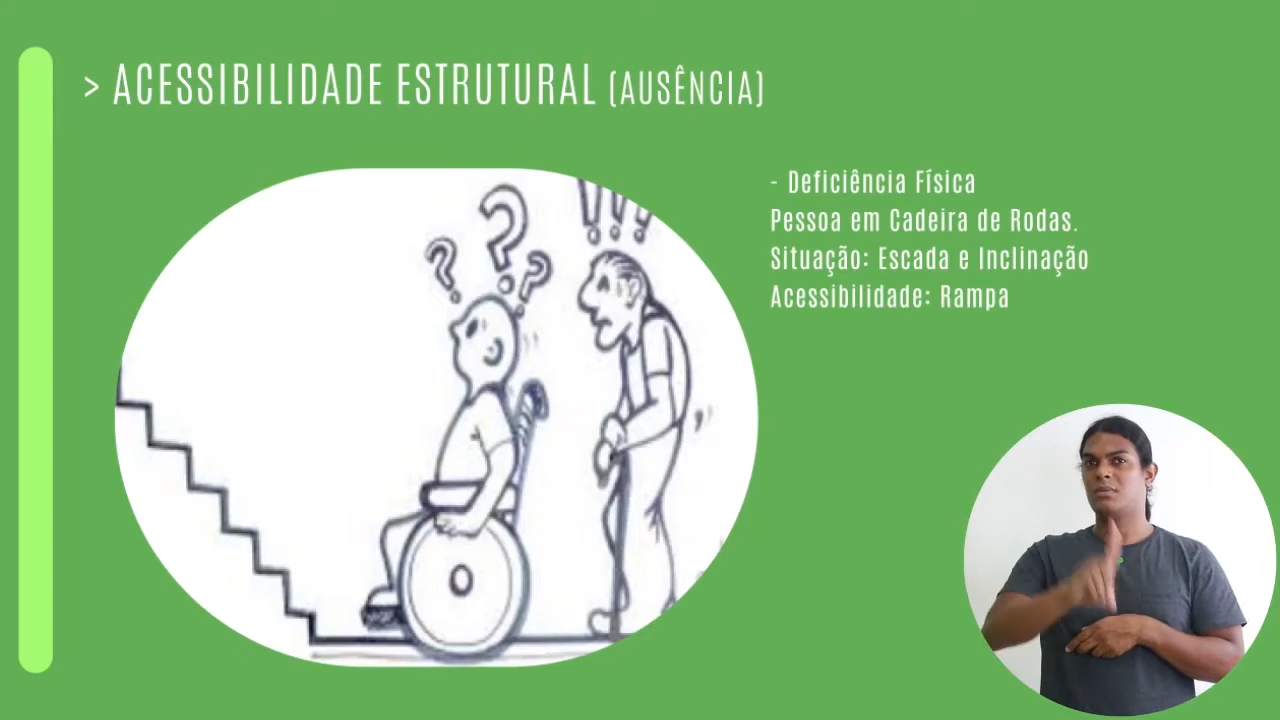 > ACESSIBILIDADE ESTRUTURAL (AUSÊNCIA)
- Deficiência Física
Pessoa em Cadeira de Rodas.
Situação: Escada e Inclinação
Acessibilidade: Rampa